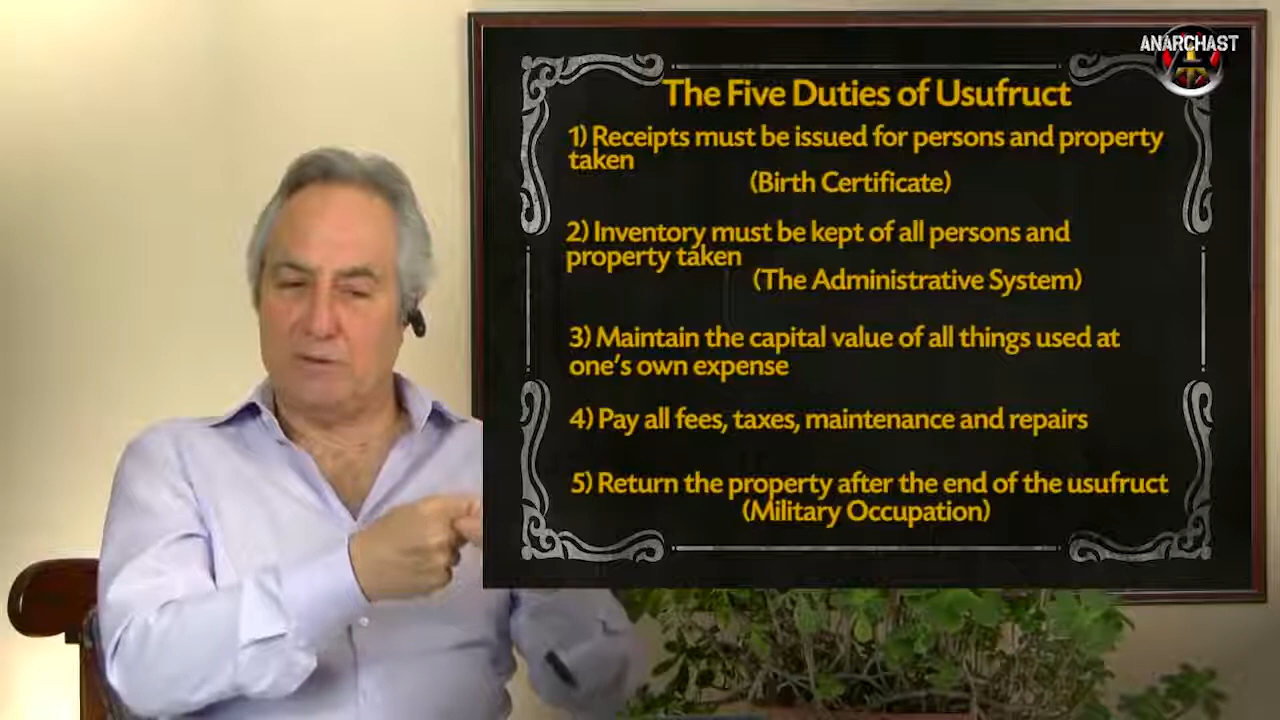 ANARCHAST
The Five Duties of Usufruct
1) Receipts must be issued for persons and property
taken
(Birth Certificate)
2) Inventory must be kept of all persons and
property taken
(The Administrative System)
3) Maintain the capital value of all things used at
one's own expense
4) Pay all fees, taxes, maintenance and repairs
5) Return the property after the end of the usufruct
(Military Occupation)